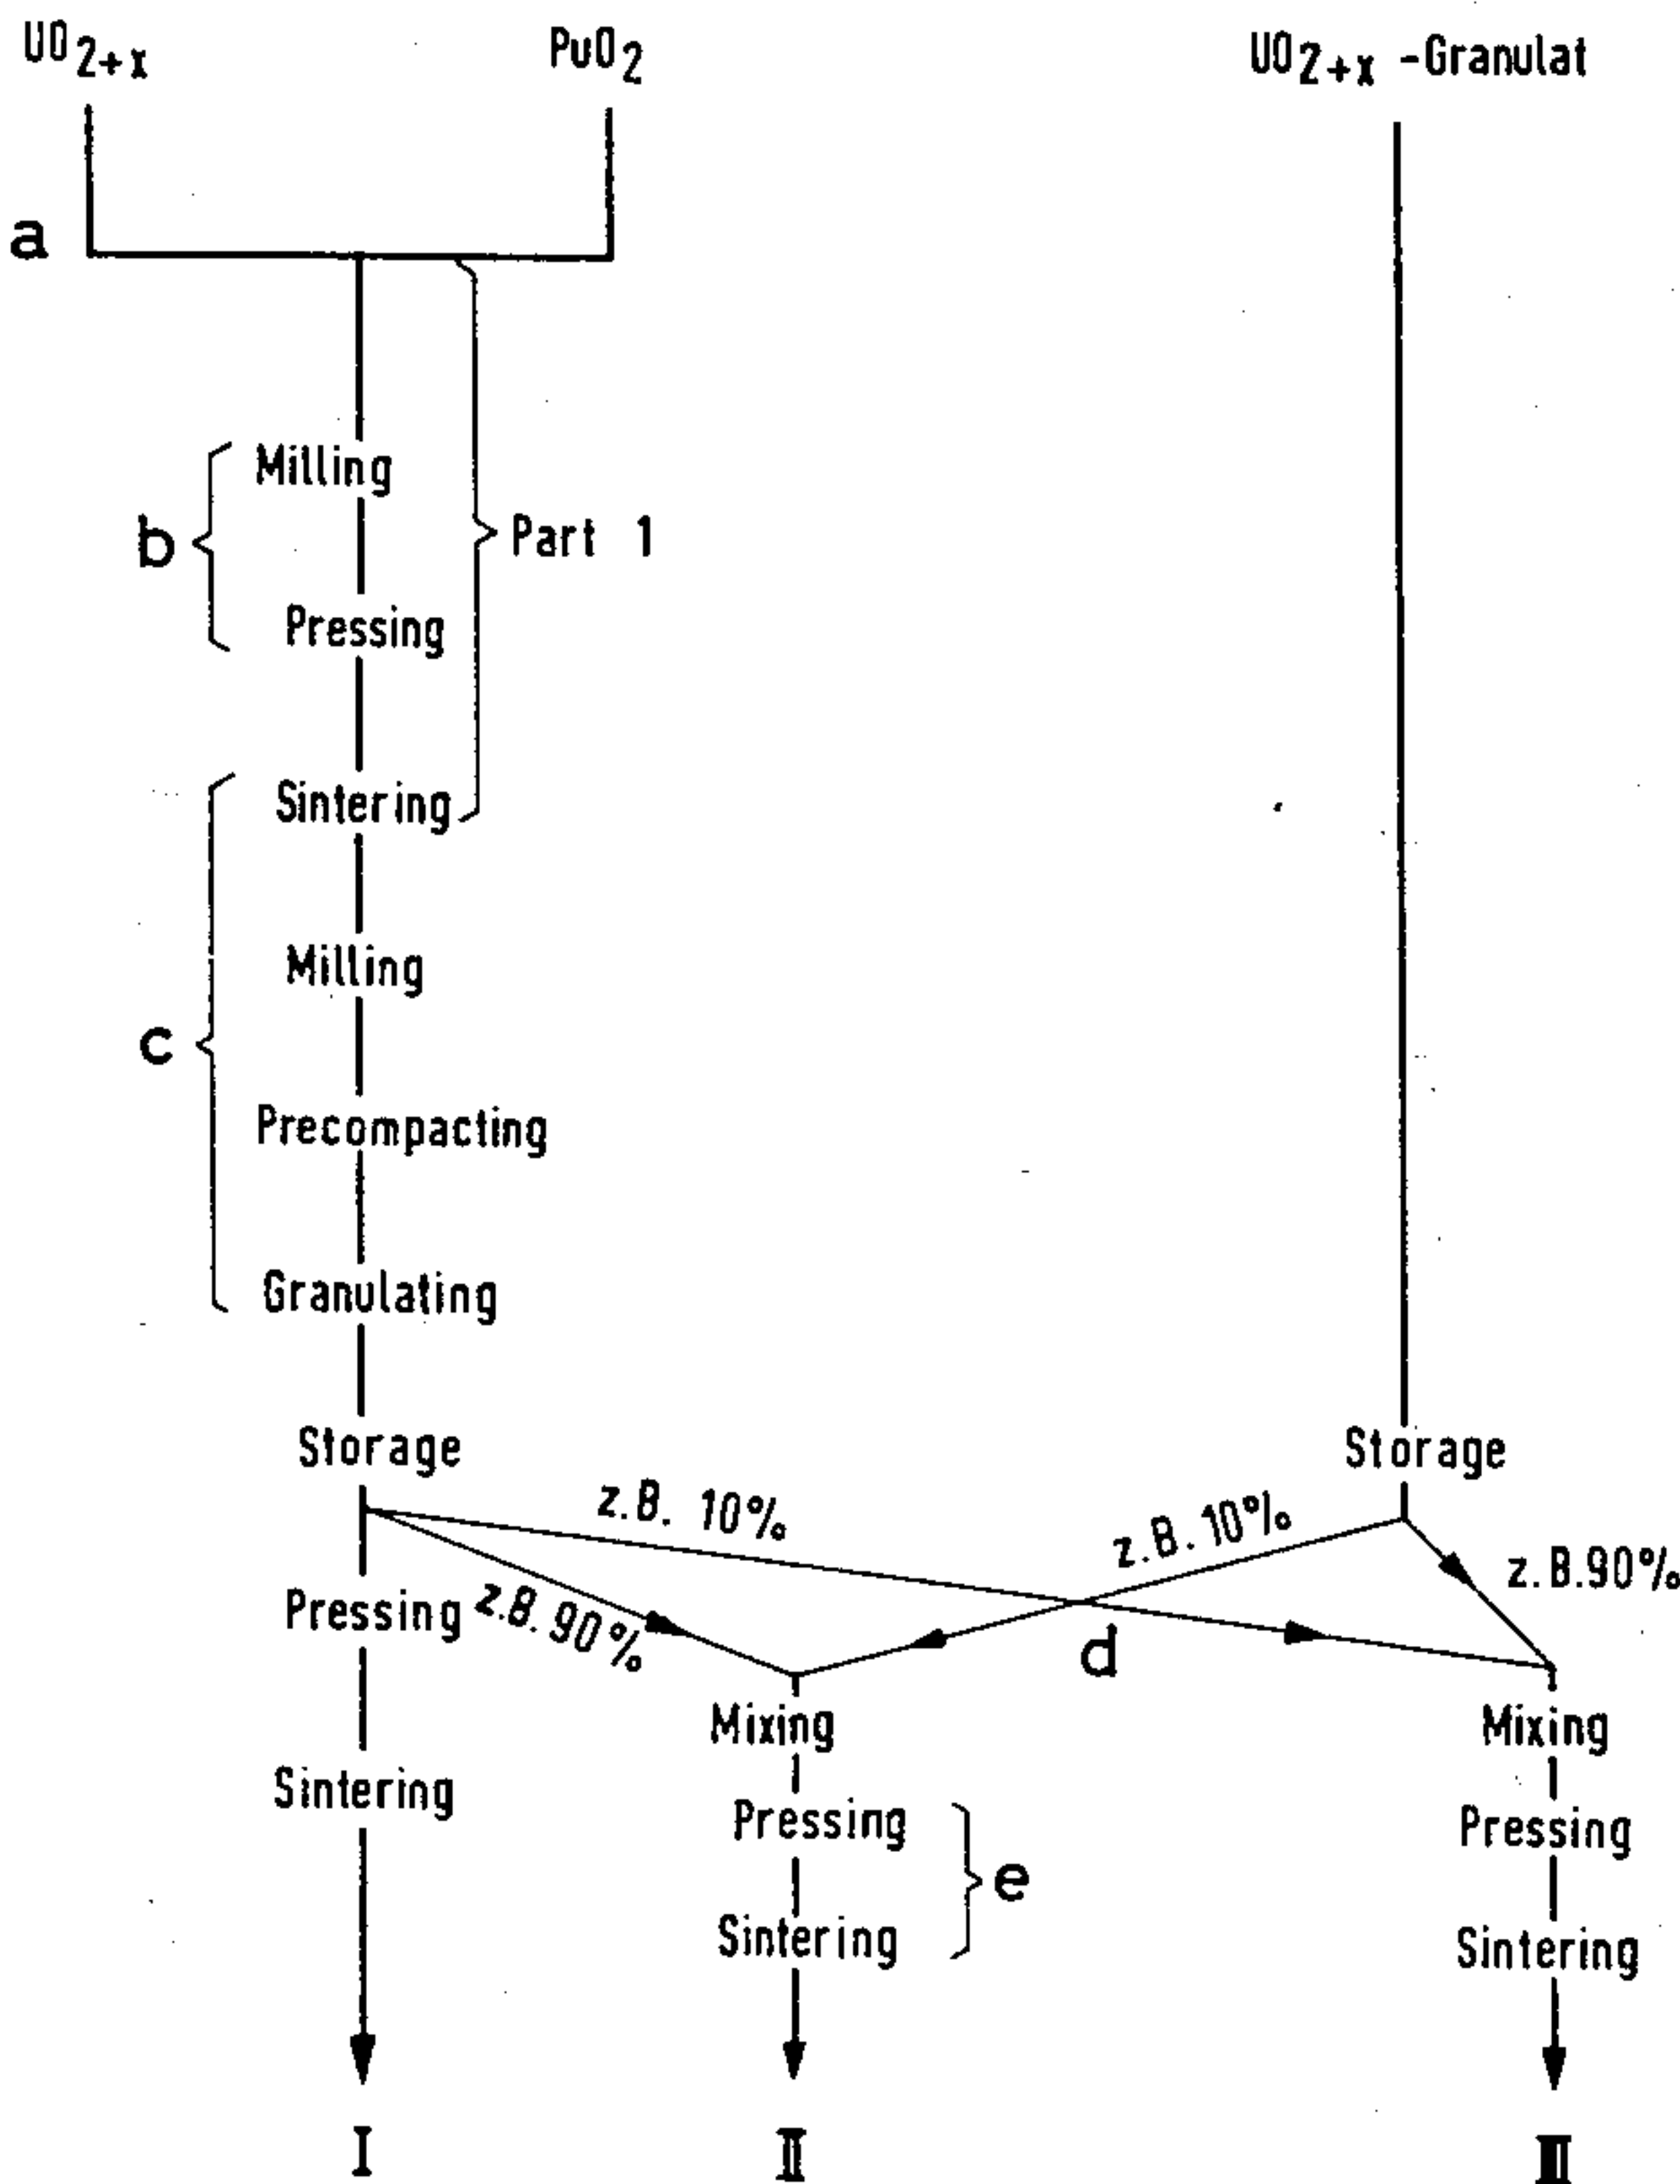 UO2+x PuO2 UO2+x -Granulat
a
Milling
b Part 1
Pressing
Sintering
Milling
c
Precompacting
Granulating
Storage Storage
z.B. 10% z.B.10%
z.B.90%
Pressing z.B.90%
d
Mixing Mixing
Sintering Pressing Pressing
e
Sintering Sintering
I II III